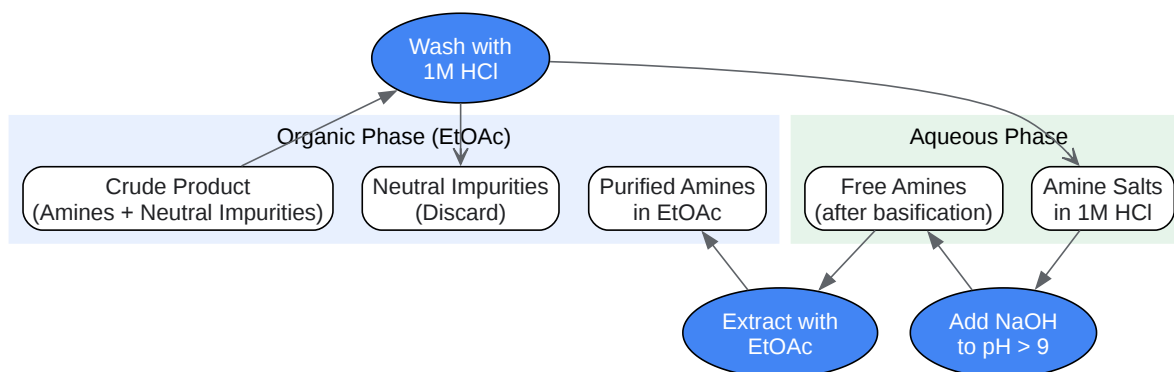 Wash with
1M HCl
Organic Phase (EtOAc)
Aqueous Phase
Crude Product
(Amines + Neutral Impurities)
Neutral Impurities
(Discard)
Purified Amines
in EtOAc
Free Amines
(after basification)
Amine Salts
in 1M HCl
Extract with
EtOAc
Add NaOH
to pH > 9